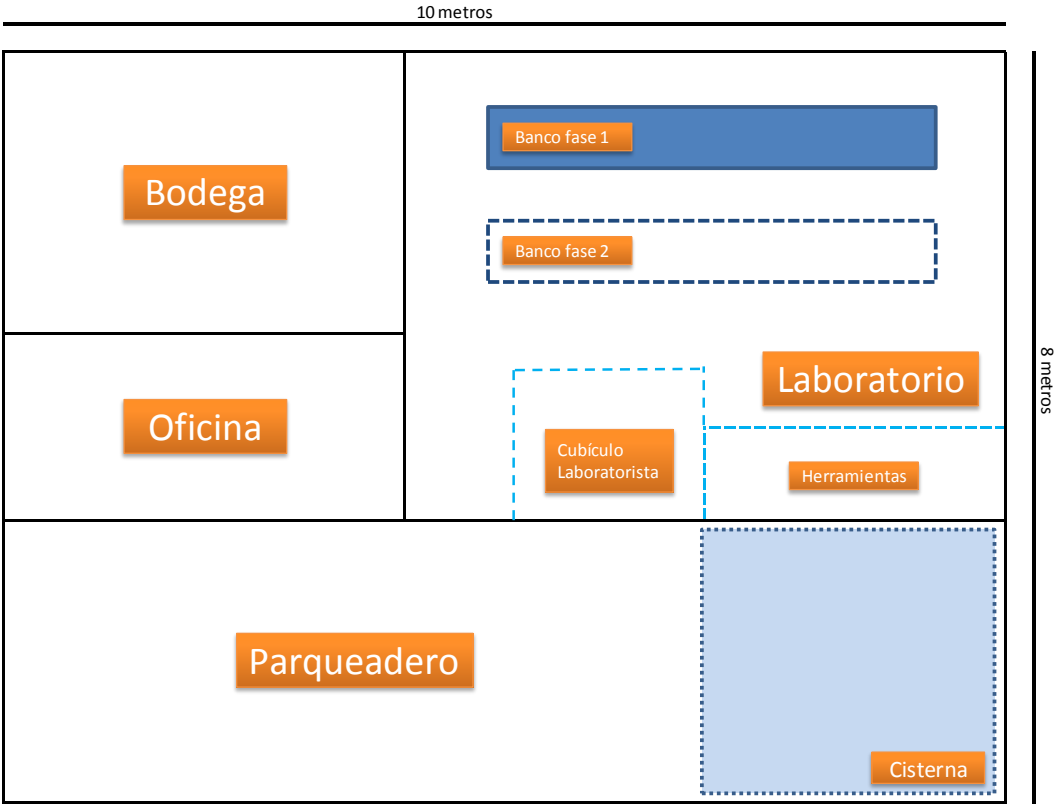 10 metros
Banco fase 1
Bodega
Banco fase 2
8 metros
Laboratorio
Oficina
Cubículo
Laboratorista
Herramientas
Parqueadero
Cisterna